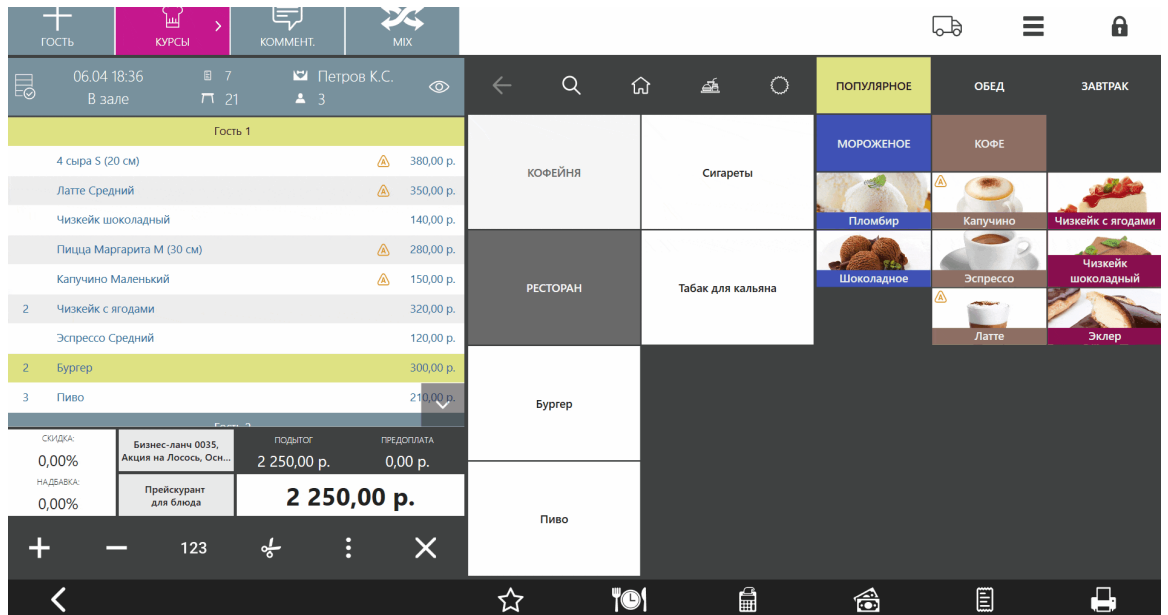 ГОСТЬ
КУРСЫ
КОММЕНТ.
MIX
06.04 18:36
7
Петров К.С.
В зале
21
3
Гость 1
4 сыра S (20 см)
380,00 р.
Латте Средний
350,00 р.
Чизкейк шоколадный
140,00 р.
Пицца Маргарита М (30 см)
280,00 р.
Капучино Маленький
150,00 р.
2 Чизкейк с ягодами
320,00 р.
Эспрессо Средний
120,00 р.
2 Бургер
300,00 р.
3 Пиво
210,00 р.
СКИДКА:
0,00%
НАДБАВКА:
0,00%
Бизнес-ланч 0035,
Акция на Лосось, Осн...
Прейскурант
для блюда
ПОДЫТОГ
2 250,00 р.
ПРЕДОПЛАТА
0,00 р.
2 250,00 р.
123
ПОПУЛЯРНОЕ
ОБЕД
ЗАВТРАК
КОФЕЙНЯ
Сигареты
РЕСТОРАН
Табак для кальяна
Бургер
Пиво
МОРОЖЕНОЕ
КОФЕ
Пломбир
Капучино
Чизкейк с ягодами
Шоколадное
Эспрессо
Чизкейк
шоколадный
Латте
Эклер